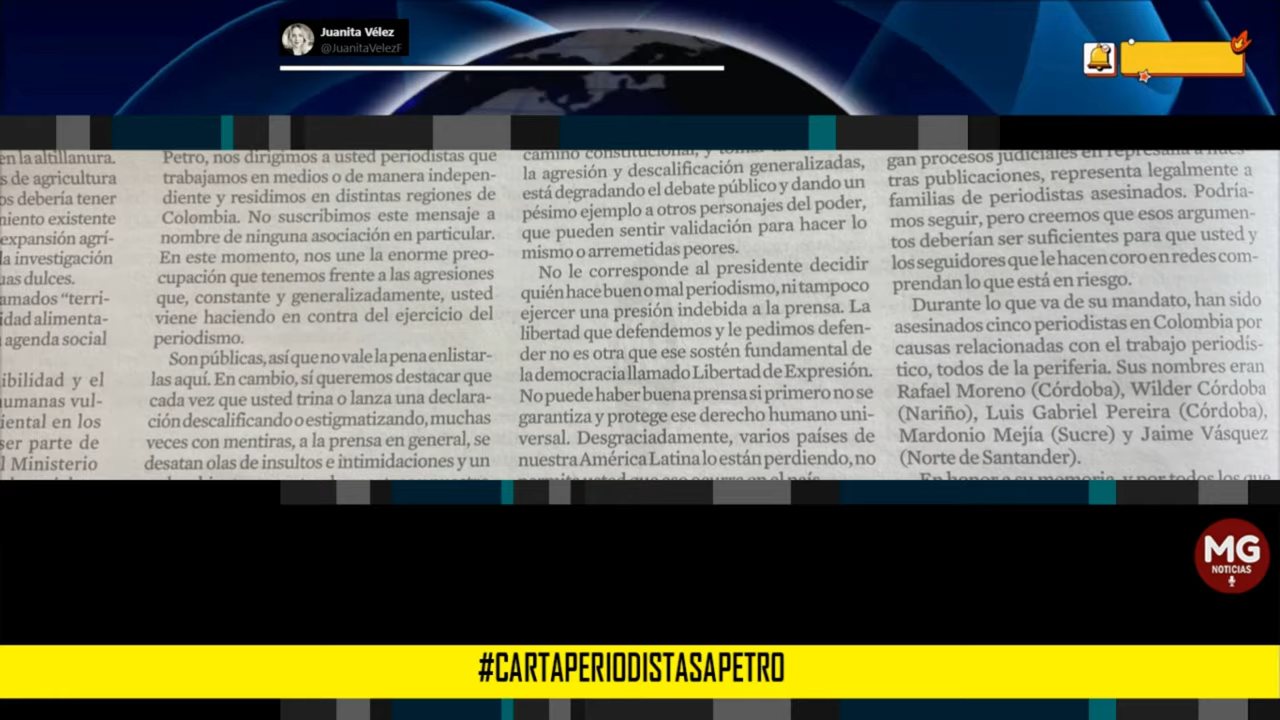 Juanita Vélez
@JuanitaVelezF
en la altillanura.
s de agricultura
os debería tener
niento existente
expansión agrí-
la investigación
uas dulces.
amados “terri-
idad alimenta-
agenda social
ibilidad y el
umanas vul-
iental en los
ser parte de
l Ministerio
Petro, nos dirigimos a usted periodistas que
trabajamos en medios o de manera indepen-
diente y residimos en distintas regiones de
Colombia. No suscribimos este mensaje a
nombre de ninguna asociación en particular.
En este momento, nos une la enorme preo-
cupación que tenemos frente a las agresiones
que, constante y generalizadamente, usted
viene haciendo en contra del ejercicio del
periodismo.
Son públicas, así que no vale la pena enlistar-
las aquí. En cambio, sí queremos destacar que
cada vez que usted trina o lanza una declara-
ción descalificando o estigmatizando, muchas
veces con mentiras, a la prensa en general, se
desatan olas de insultos e intimidaciones y un
camino constitucional, y
la agresión y descalificación generalizadas,
está degradando el debate público y dando un
pésimo ejemplo a otros personajes del poder,
que pueden sentir validación para hacer lo
mismo o arremetidas peores.
No le corresponde al presidente decidir
quién hace buen o mal periodismo, ni tampoco
ejercer una presión indebida a la prensa. La
libertad que defendemos y le pedimos defen-
der no es otra que ese sostén fundamental de
la democracia llamado Libertad de Expresión.
No puede haber buena prensa si primero no se
garantiza y protege ese derecho humano uni-
versal. Desgraciadamente, varios países de
nuestra América Latina lo están perdiendo, no
permita usted que eso ocurra en el país
gan procesos judiciales en represalia a nues-
tras publicaciones, representa legalmente a
familias de periodistas asesinados. Podría-
mos seguir, pero creemos que esos argumen-
tos deberían ser suficientes para que usted y
los seguidores que le hacen coro en redes com-
prendan lo que está en riesgo.
Durante lo que va de su mandato, han sido
asesinados cinco periodistas en Colombia por
causas relacionadas con el trabajo periodís-
tico, todos de la periferia. Sus nombres eran
Rafael Moreno (Córdoba), Wilder Córdoba
(Nariño), Luis Gabriel Pereira (Córdoba),
Mardonio Mejía (Sucre) y Jaime Vásquez
(Norte de Santander).
En honor a su memoria, y por todos los que
MG
NOTICIAS
#CARTAPERIODISTASAPETRO